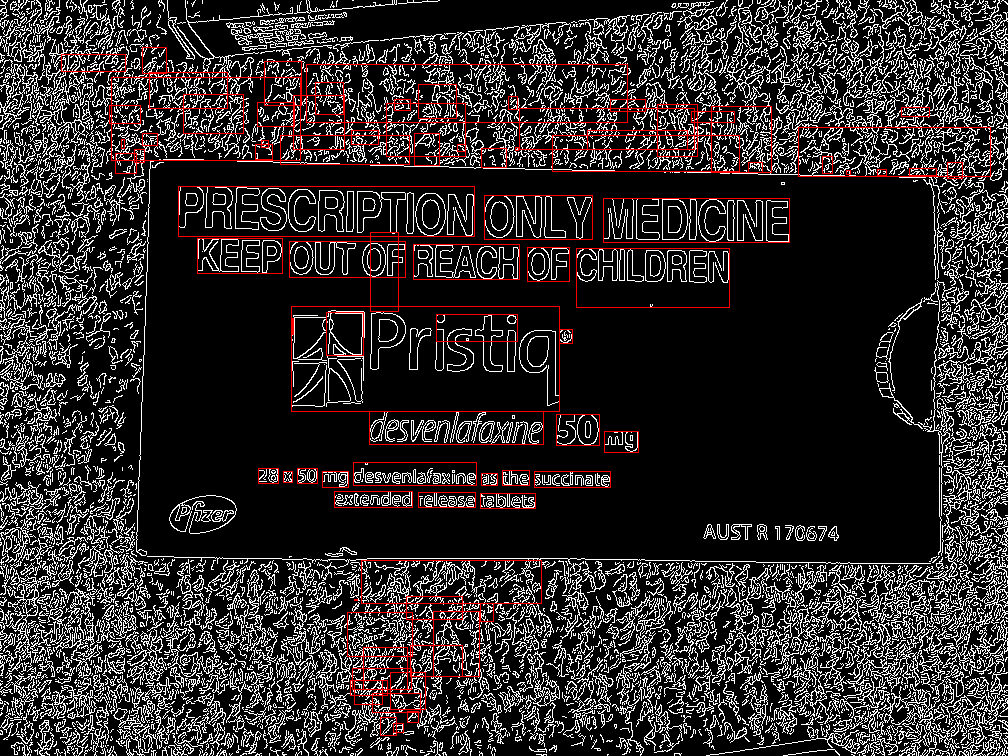 PRESCRIPTION ONLY MEDICINE
KEEP OUT OF REACH OF CHILDREN
Pristiq®
desvenlafaxine 50 mg
28 x 50 mg desvenlafaxine as the succinate
extended release tablets
Pfizer
AUST R 170674